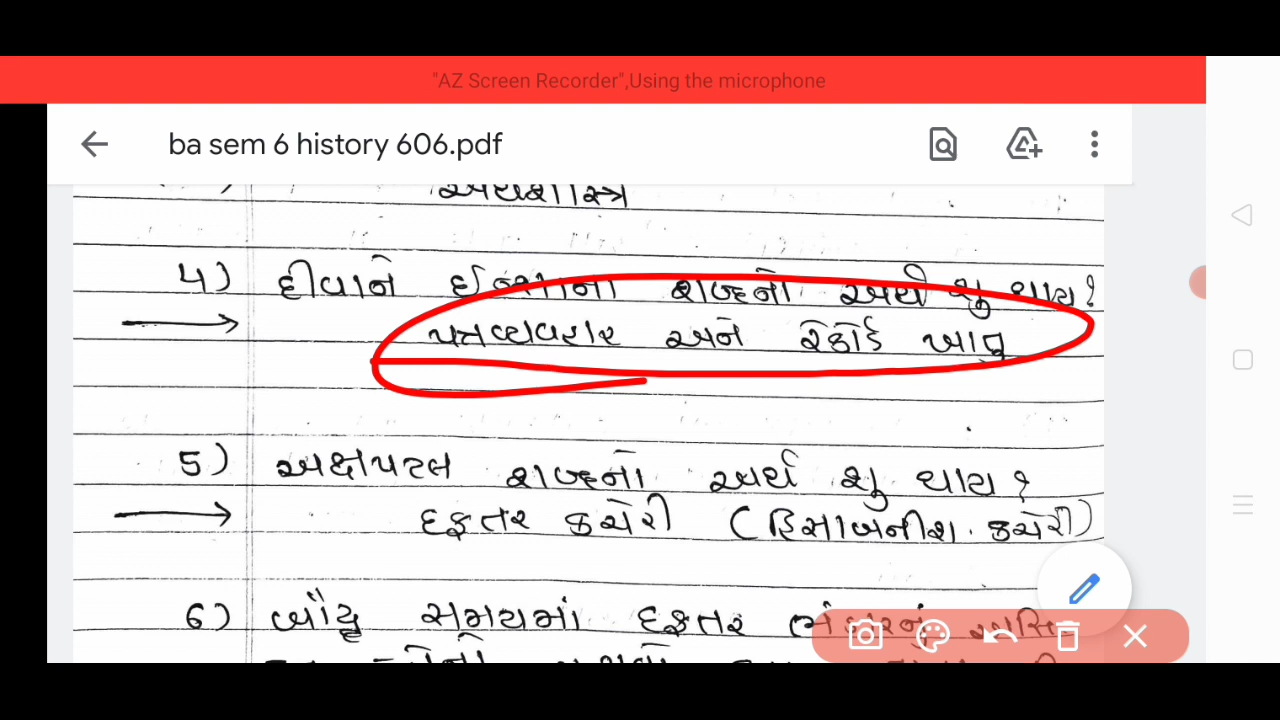 "AZ Screen Recorder",Using the microphone
ba sem 6 history 606.pdf
અર્થશાસ્ત્ર
4) દીવાને ઈન્શાના શબ્દનો અર્થ શુ થાય?
પત્રવ્યવહાર અને રેકોર્ડ ખાતુ
5) અક્ષપટલ શબ્દનો અર્થ શુ થાય?
દફતર કચેરી (હિસાબનીશ. કચેરી)
6) સમયમાં દફતર